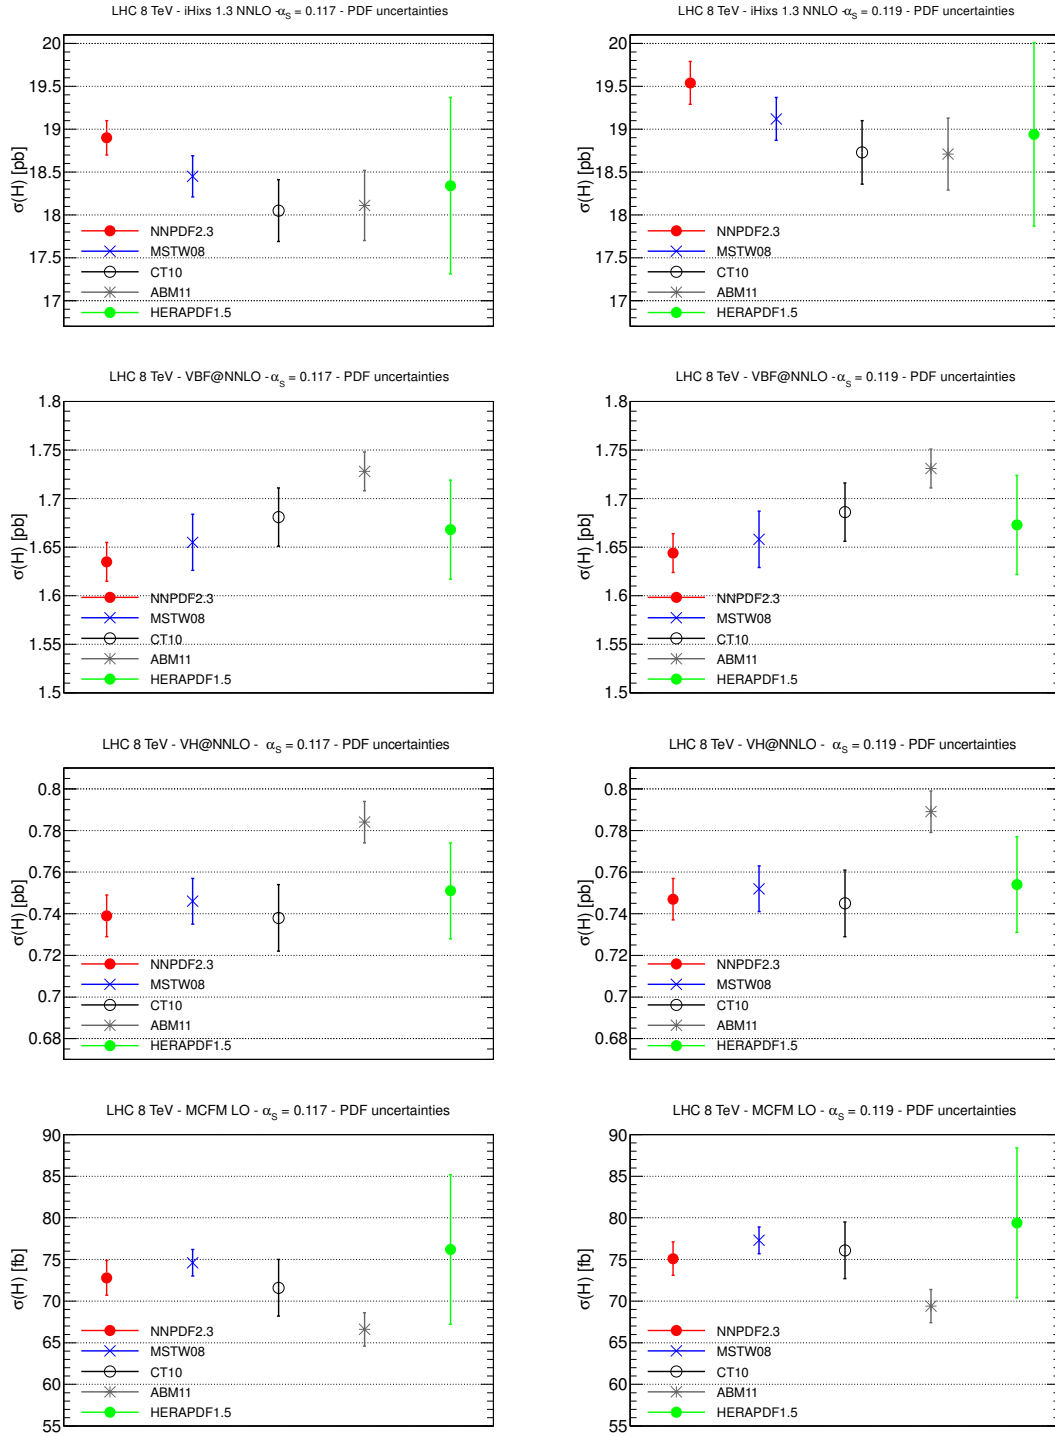 LHC 8 TeV - iHixs 1.3 NNLO -αS = 0.117 - PDF uncertainties
20
19.5
19
18.5
18
17.5
17
σ(H) [pb]
NNPDF2.3
MSTW08
CT10
ABM11
HERAPDF1.5
LHC 8 TeV - iHixs 1.3 NNLO -αS = 0.119 - PDF uncertainties
20
19.5
19
18.5
18
17.5
17
σ(H) [pb]
NNPDF2.3
MSTW08
CT10
ABM11
HERAPDF1.5
LHC 8 TeV - VBF@NNLO - αS = 0.117 - PDF uncertainties
1.8
1.75
1.7
1.65
1.6
1.55
1.5
σ(H) [pb]
NNPDF2.3
MSTW08
CT10
ABM11
HERAPDF1.5
LHC 8 TeV - VBF@NNLO - αS = 0.119 - PDF uncertainties
1.8
1.75
1.7
1.65
1.6
1.55
1.5
σ(H) [pb]
NNPDF2.3
MSTW08
CT10
ABM11
HERAPDF1.5
LHC 8 TeV - VH@NNLO - αS = 0.117 - PDF uncertainties
0.8
0.78
0.76
0.74
0.72
0.7
0.68
σ(H) [pb]
NNPDF2.3
MSTW08
CT10
ABM11
HERAPDF1.5
LHC 8 TeV - VH@NNLO - αS = 0.119 - PDF uncertainties
0.8
0.78
0.76
0.74
0.72
0.7
0.68
σ(H) [pb]
NNPDF2.3
MSTW08
CT10
ABM11
HERAPDF1.5
LHC 8 TeV - MCFM LO - αS = 0.117 - PDF uncertainties
90
85
80
75
70
65
60
55
σ(H) [fb]
NNPDF2.3
MSTW08
CT10
ABM11
HERAPDF1.5
LHC 8 TeV - MCFM LO - αS = 0.119 - PDF uncertainties
90
85
80
75
70
65
60
55
σ(H) [fb]
NNPDF2.3
MSTW08
CT10
ABM11
HERAPDF1.5